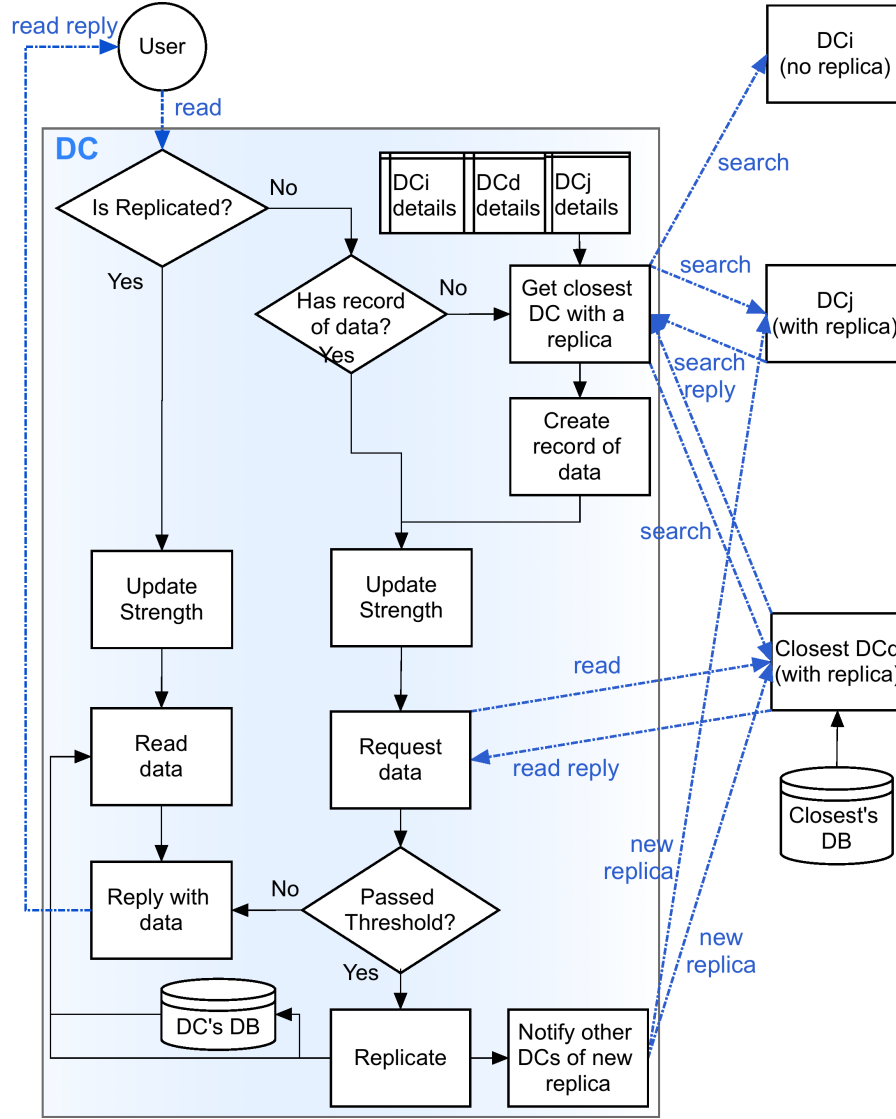 read reply
User
DCi
(no replica)
read
DC
Is Replicated?
No
DCi
details
DCd
details
DCj
details
search
Yes
Has record
of data?
Yes
No
Get closest
DC with a
replica
search
DCj
(with replica)
search
reply
Create
record of
data
search
Update
Strength
Update
Strength
Closest DCd
(with replica)
read
Read
data
Request
data
read reply
Closest's
DB
new
replica
Reply with
data
No
Passed
Threshold?
new
replica
Yes
DC's DB
Replicate
Notify other
DCs of new
replica